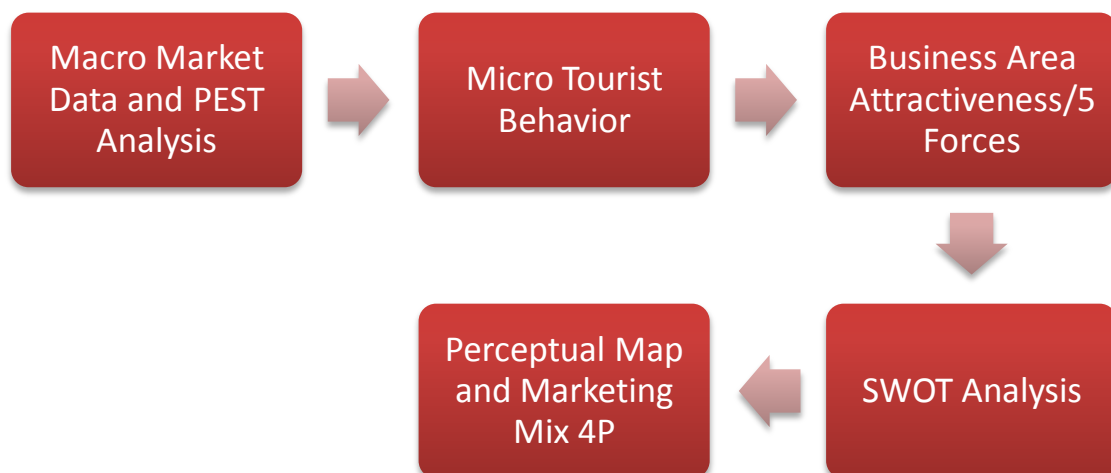 Macro Market
Data and PEST
Analysis
Micro Tourist
Behavior
Business Area
Attractiveness/5
Forces
SWOT Analysis
Perceptual Map
and Marketing
Mix 4P